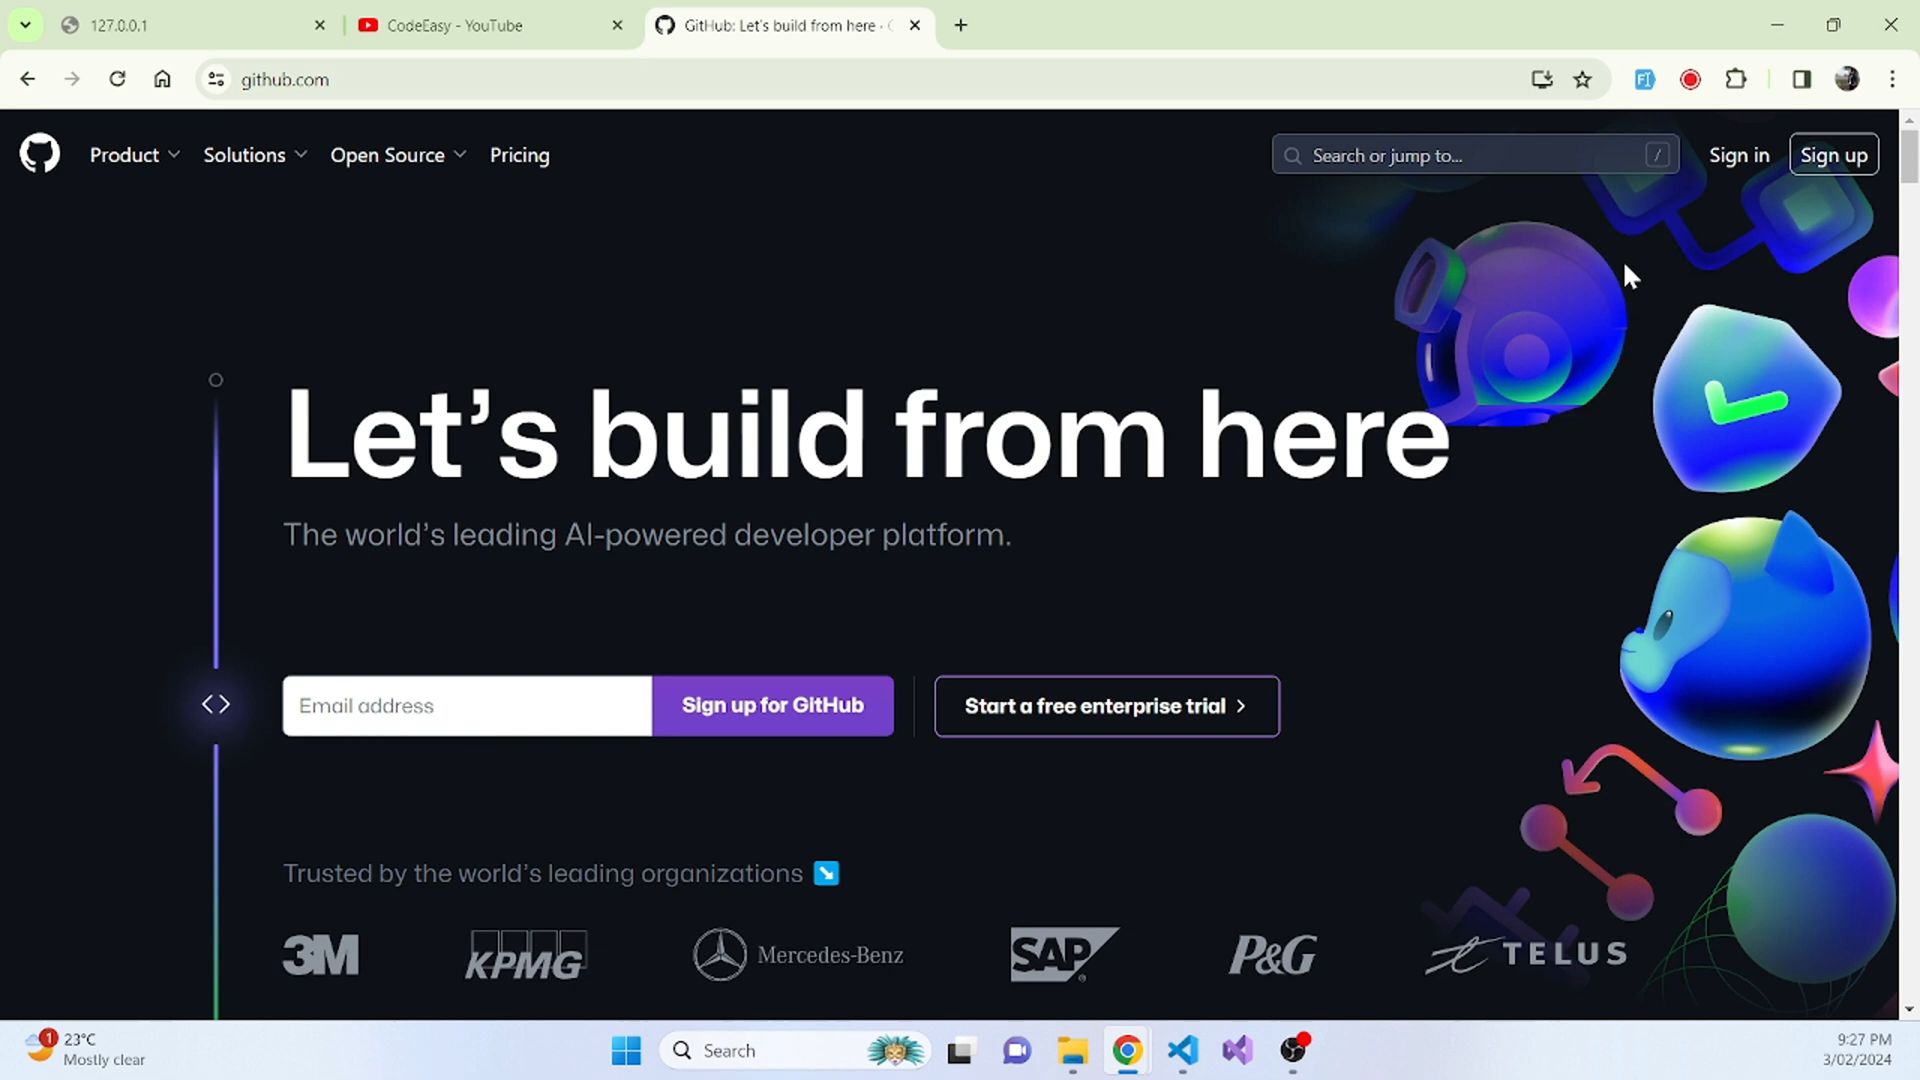 127.0.0.1
CodeEasy - YouTube
GitHub: Let's build from here ·
github.com
Product
Solutions
Open Source
Pricing
Search or jump to...
/
Sign in
Sign up
Let’s build from here
The world’s leading AI-powered developer platform.
<>
Email address
Sign up for GitHub
Start a free enterprise trial >
Trusted by the world’s leading organizations
3M
KPMG
Mercedes-Benz
SAP
P&G
TELUS
1
23°C
Mostly clear
Search
9:27 PM
3/02/2024